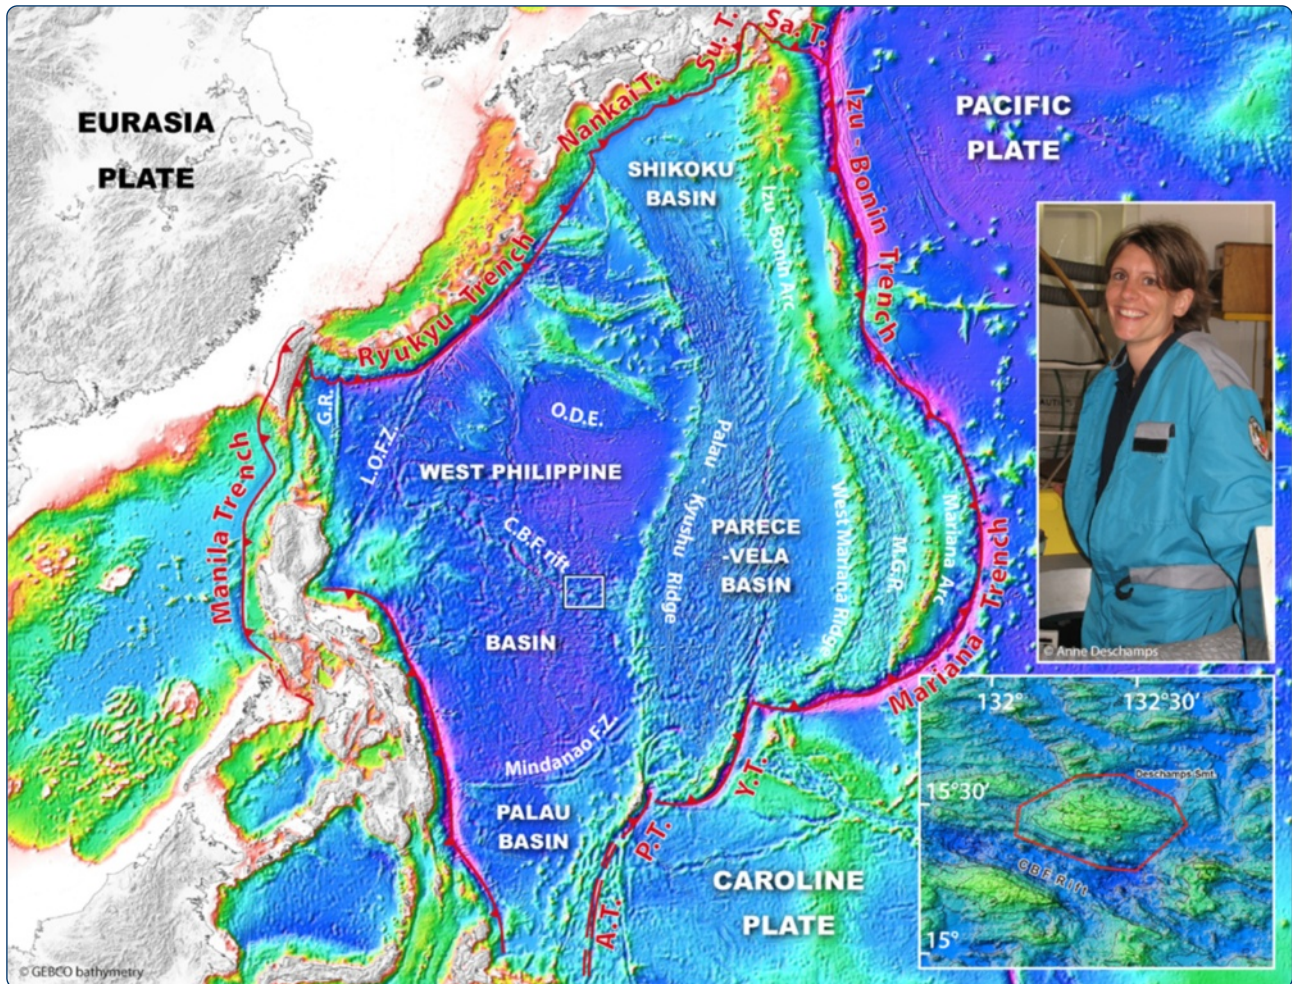 EURASIA
PLATE
PACIFIC
PLATE
Su. T.
Sa. T.
Nankai T.
Izu - Bonin Trench
SHIKOKU
BASIN
Izu - Bonin Arc
Ryukyu Trench
G.R.
L.O.F.Z.
O.D.E.
WEST PHILIPPINE
BASIN
C.B.F. rift
Palau - Kyushu Ridge
PARECE
-VELA
BASIN
West Mariana Ridge
M.G.R.
Mariana Arc
Mariana Trench
Manila Trench
Mindanao F.Z.
PALAU
BASIN
P.T.
Y.T.
A.T.
CAROLINE
PLATE
© Anne Deschamps
132°
132°30'
Deschamps Smt.
15°30'
C.B.F. Rift
15°
© GEBCO bathymetry